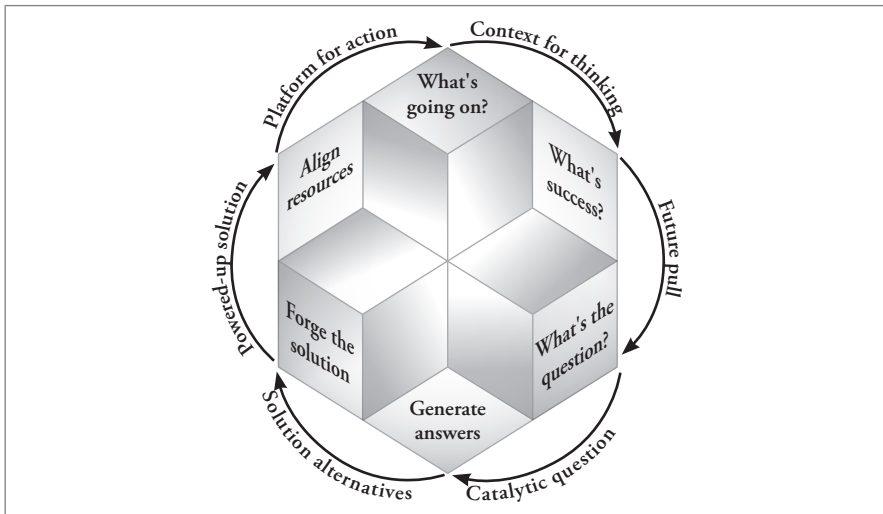 Platform for action
Context for thinking
What's
going on?
Align
resources
What's
success?
Powered-up solution
Future pull
Forge the
solution
What's the
question?
Generate
answers
Solution alternatives
Catalytic question